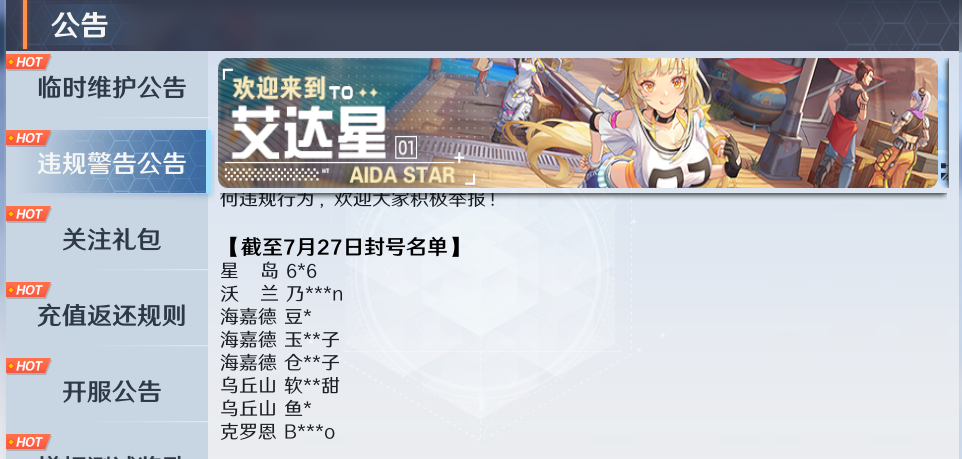 公告
HOT
临时维护公告
HOT
违规警告公告
HOT
关注礼包
HOT
充值返还规则
HOT
开服公告
HOT
欢迎来到TO
艾达星 01
AIDA STAR
何违规行为，欢迎大家积极举报！
【截至7月27日封号名单】
星 岛 6*6
沃 兰 乃***n
海嘉德 豆*
海嘉德 玉**子
海嘉德 仓**子
乌丘山 软**甜
乌丘山 鱼*
克罗恩 B***o